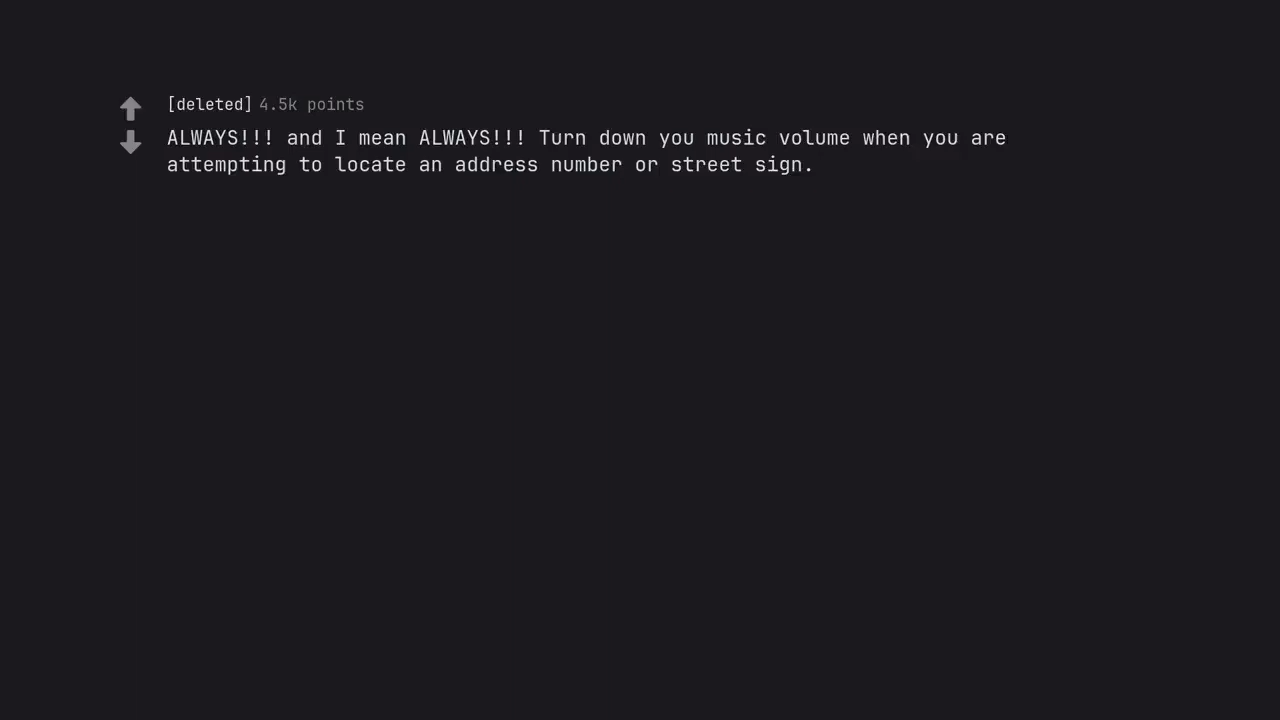 [deleted] 4.5k points
ALWAYS!!! and I mean ALWAYS!!! Turn down you music volume when you are
attempting to locate an address number or street sign.